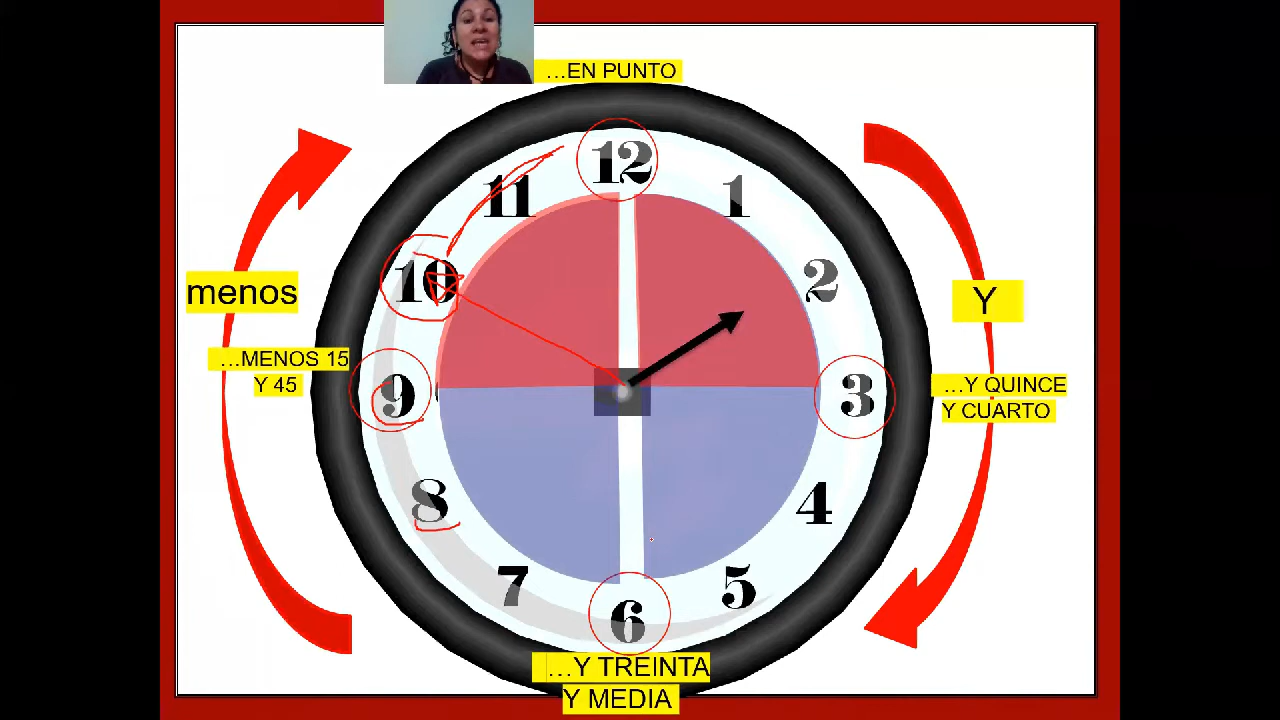 ...EN PUNTO
12
11
1
10
2
menos
Y
...MENOS 15
Y 45
9
3
...Y QUINCE
Y CUARTO
8
4
7
5
6
...Y TREINTA
Y MEDIA